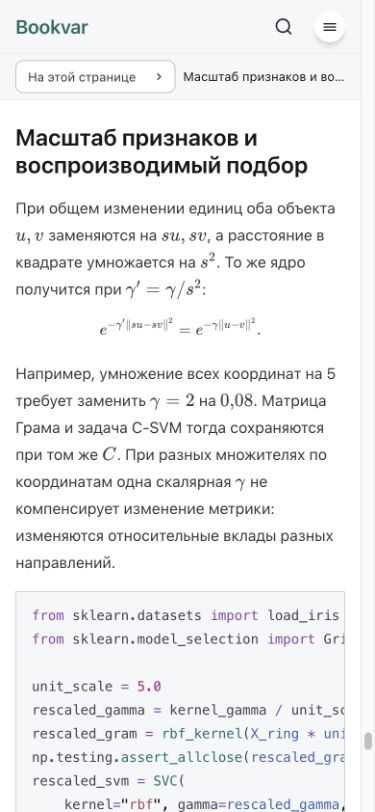 Bookvar
На этой странице
Масштаб признаков и во...
Масштаб признаков и
воспроизводимый подбор
При общем изменении единиц оба объекта
u, v заменяются на su, sv, а расстояние в
квадрате умножается на s². То же ядро
получится при γ′ = γ/s²:
e^{−γ′‖su−sv‖²} = e^{−γ‖u−v‖²}.
Например, умножение всех координат на 5
требует заменить γ = 2 на 0,08. Матрица
Грама и задача C-SVM тогда сохраняются
при том же C. При разных множителях по
координатам одна скалярная γ не
компенсирует изменение метрики:
изменяются относительные вклады разных
направлений.
from sklearn.datasets import load_iris
from sklearn.model_selection import Gri
unit_scale = 5.0
rescaled_gamma = kernel_gamma / unit_sc
rescaled_gram = rbf_kernel(X_ring * uni
np.testing.assert_allclose(rescaled_gra
rescaled_svm = SVC(
kernel="rbf", gamma=rescaled_gamma,